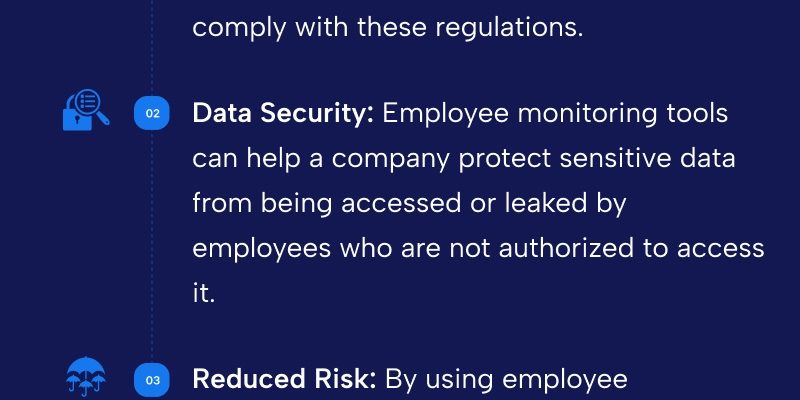 comply with these regulations.
02
Data Security: Employee monitoring tools
can help a company protect sensitive data
from being accessed or leaked by
employees who are not authorized to access
it.
03
Reduced Risk: By using employee